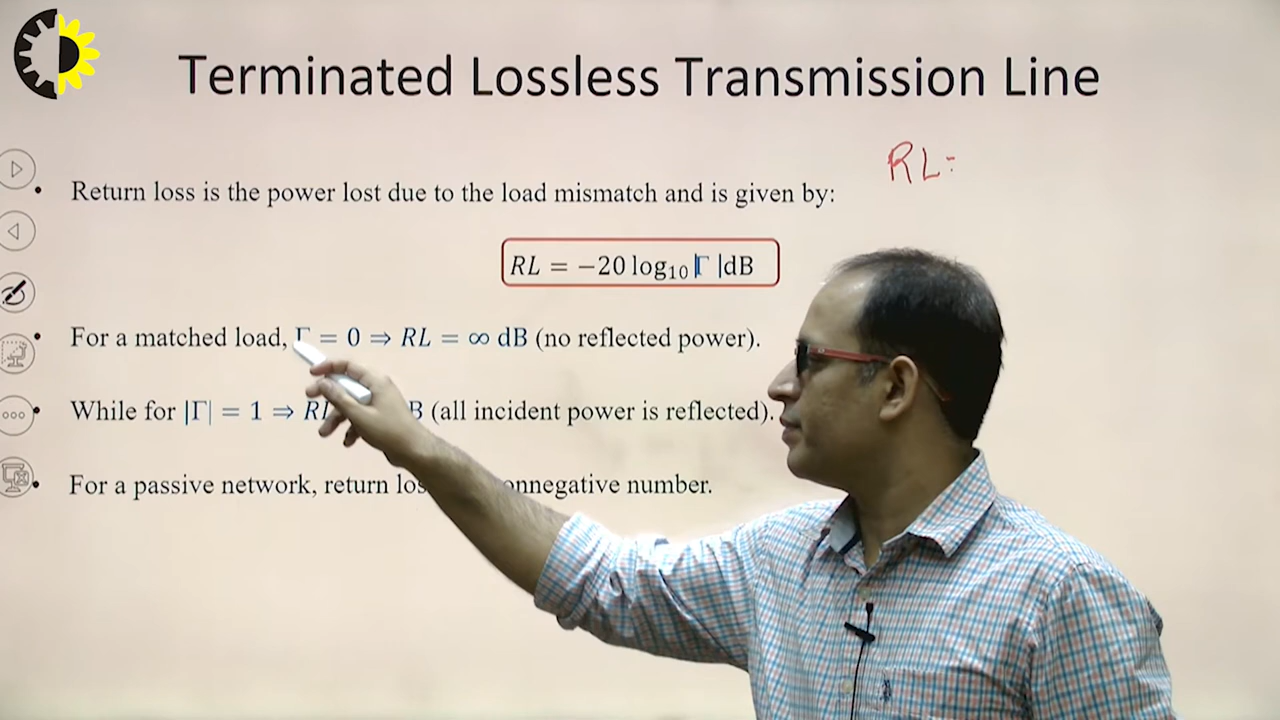 Terminated Lossless Transmission Line
RL=
• Return loss is the power lost due to the load mismatch and is given by:
RL = −20 log₁₀ |Γ |dB
• For a matched load, Γ = 0 ⇒ RL = ∞ dB (no reflected power).
• While for |Γ| = 1 ⇒ RL B (all incident power is reflected).
• For a passive network, return los onnegative number.